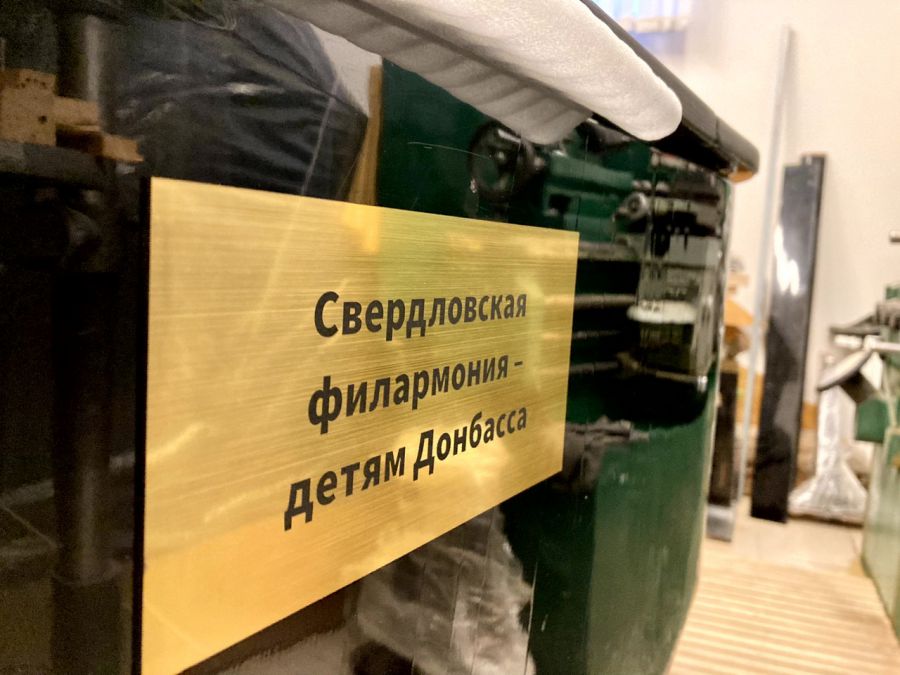 Свердловская
филармония –
детям Донбасса